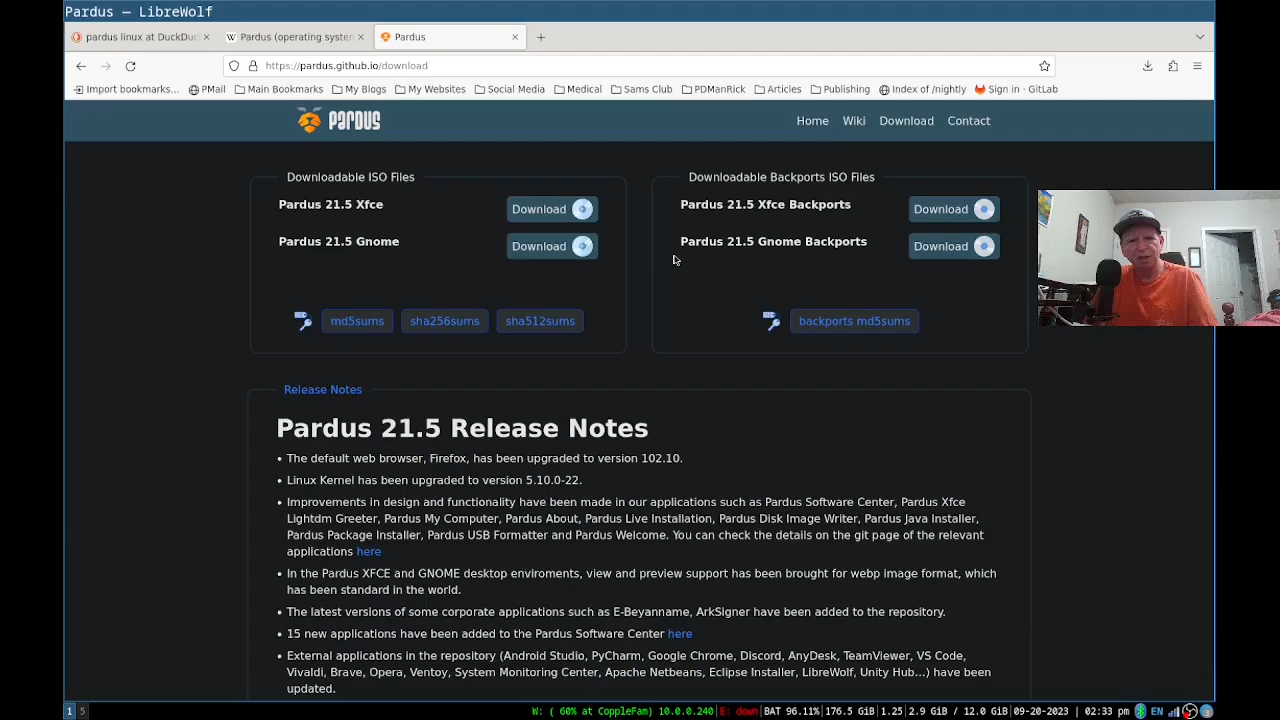 Pardus — LibreWolf
pardus linux at DuckDuc
Pardus (operating system
Pardus
https://pardus.github.io/download
Import bookmarks...
PMail
Main Bookmarks
My Blogs
My Websites
Social Media
Medical
Sams Club
PDManRick
Articles
Publishing
Index of /nightly
Sign in · GitLab
PARDUS
Home
Wiki
Download
Contact
Downloadable ISO Files
Pardus 21.5 Xfce
Download
Pardus 21.5 Gnome
Download
md5sums
sha256sums
sha512sums
Downloadable Backports ISO Files
Pardus 21.5 Xfce Backports
Download
Pardus 21.5 Gnome Backports
Download
backports md5sums
Release Notes
Pardus 21.5 Release Notes
• The default web browser, Firefox, has been upgraded to version 102.10.
• Linux Kernel has been upgraded to version 5.10.0-22.
• Improvements in design and functionality have been made in our applications such as Pardus Software Center, Pardus Xfce
Lightdm Greeter, Pardus My Computer, Pardus About, Pardus Live Installation, Pardus Disk Image Writer, Pardus Java Installer,
Pardus Package Installer, Pardus USB Formatter and Pardus Welcome. You can check the details on the git page of the relevant
applications here
• In the Pardus XFCE and GNOME desktop enviroments, view and preview support has been brought for webp image format, which
has been standard in the world.
• The latest versions of some corporate applications such as E-Beyanname, ArkSigner have been added to the repository.
• 15 new applications have been added to the Pardus Software Center here
• External applications in the repository (Android Studio, PyCharm, Google Chrome, Discord, AnyDesk, TeamViewer, VS Code,
Vivaldi, Brave, Opera, Ventoy, System Monitoring Center, Apache Netbeans, Eclipse Installer, LibreWolf, Unity Hub...) have been
updated.
1 5
W: ( 60% at CoppleFam) 10.0.0.240|E: down|BAT 96.11%|176.5 GiB|1.25|2.9 GiB / 12.0 GiB|09-20-2023 | 02:33 pm
EN
3